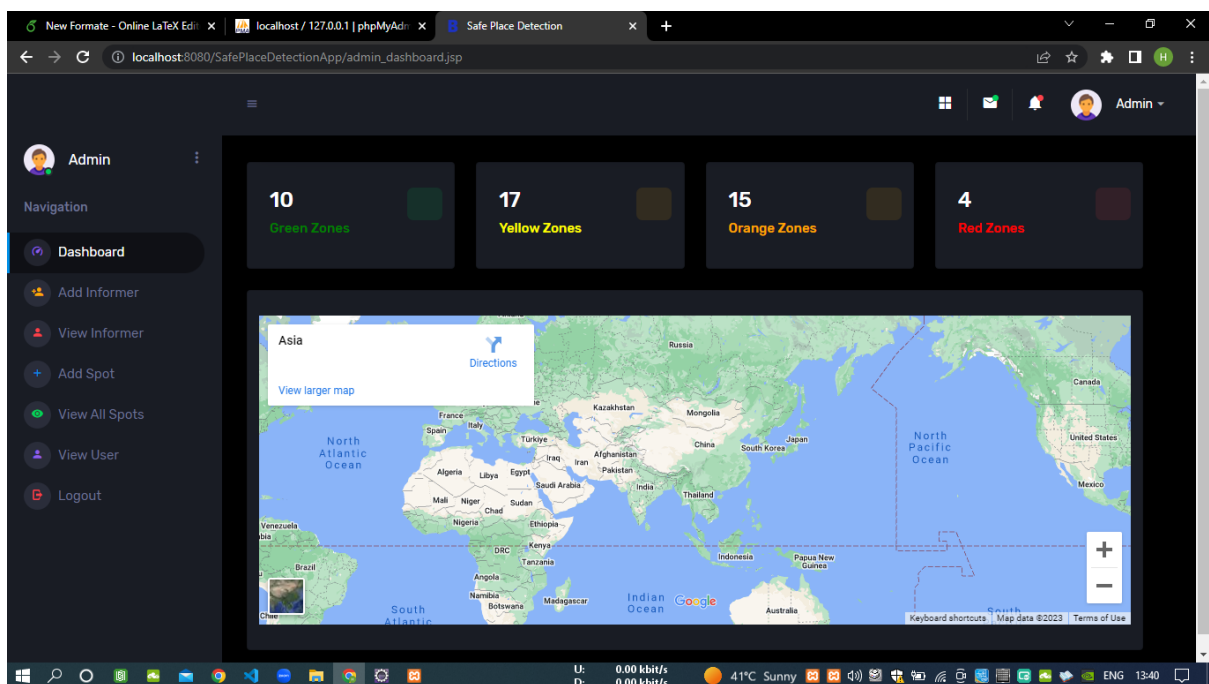 New Formate - Online LaTeX Edit
localhost / 127.0.0.1 | phpMyAdn
Safe Place Detection
localhost:8080/SafePlaceDetectionApp/admin_dashboard.jsp
H
Admin
Admin
Navigation
Dashboard
Add Informer
View Informer
Add Spot
View All Spots
View User
Logout
10
Green Zones
17
Yellow Zones
15
Orange Zones
4
Red Zones
Asia
Directions
View larger map
Russia
Canada
Kazakhstan
Mongolia
France
Italy
Spain
Türkiye
China
South Korea
Japan
North
Atlantic
Ocean
North
Pacific
Ocean
United States
Iraq
Iran
Afghanistan
Pakistan
Algeria
Libya
Egypt
Saudi Arabia
India
Thailand
Mexico
Mali
Niger
Chad
Sudan
Nigeria
Ethiopia
Venezuela
DRC
Kenya
Tanzania
Indonesia
Papua New
Guinea
Brazil
Angola
Namibia
Botswana
Madagascar
Indian
Ocean
Google
Australia
Chile
South
Atlantic
South
Keyboard shortcuts
Map data ©2023
Terms of Use
U:
0.00 kbit/s
D:
0.00 kbit/s
41°C Sunny
ENG
13:40